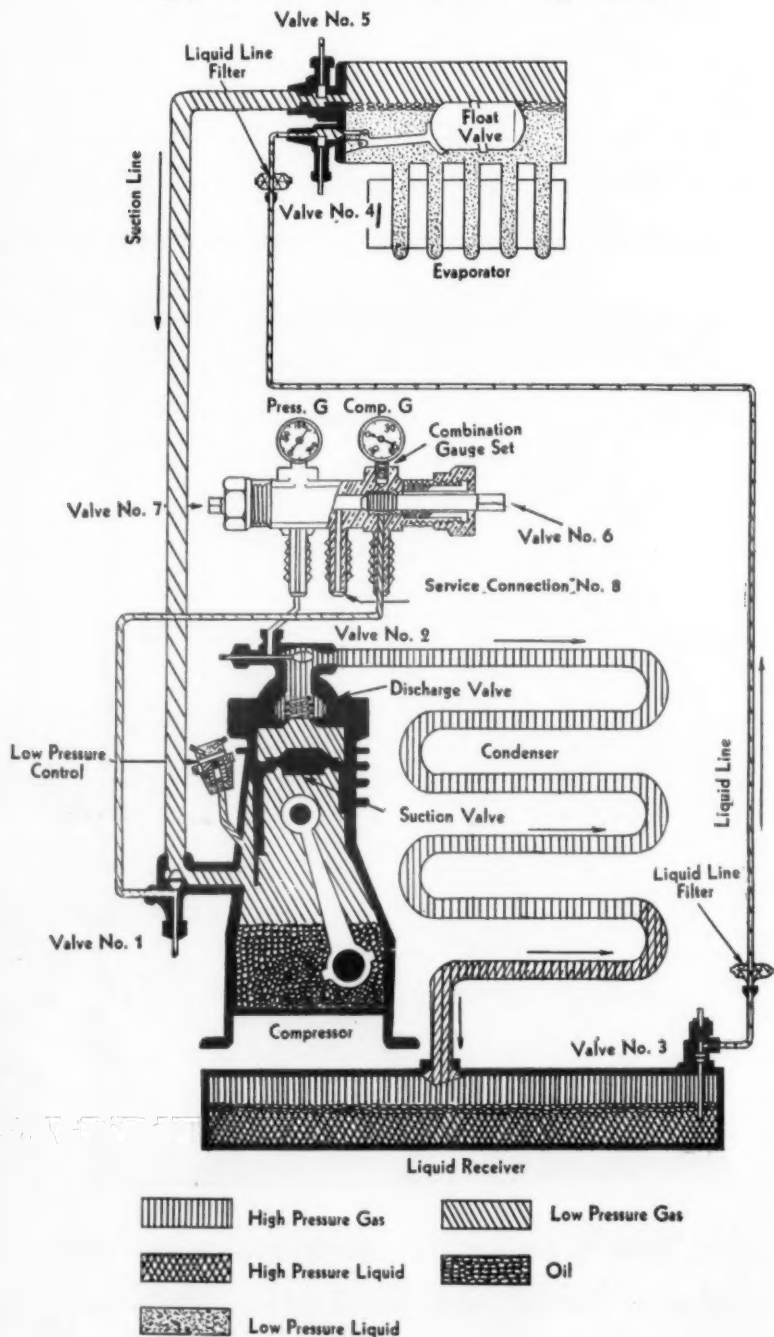 Valve No. 5
Liquid Line
Filter
Float
Valve
Suction Line
Valve No. 4
Evaporator
Press. G
Comp. G
Combination
Gauge Set
Valve No. 7
Valve No. 6
Service Connection No. 8
Valve No. 2
Discharge Valve
Low Pressure
Control
Condenser
Suction Valve
Liquid Line
Liquid Line
Filter
Valve No. 1
Compressor
Valve No. 3
Liquid Receiver
High Pressure Gas
Low Pressure Gas
High Pressure Liquid
Oil
Low Pressure Liquid